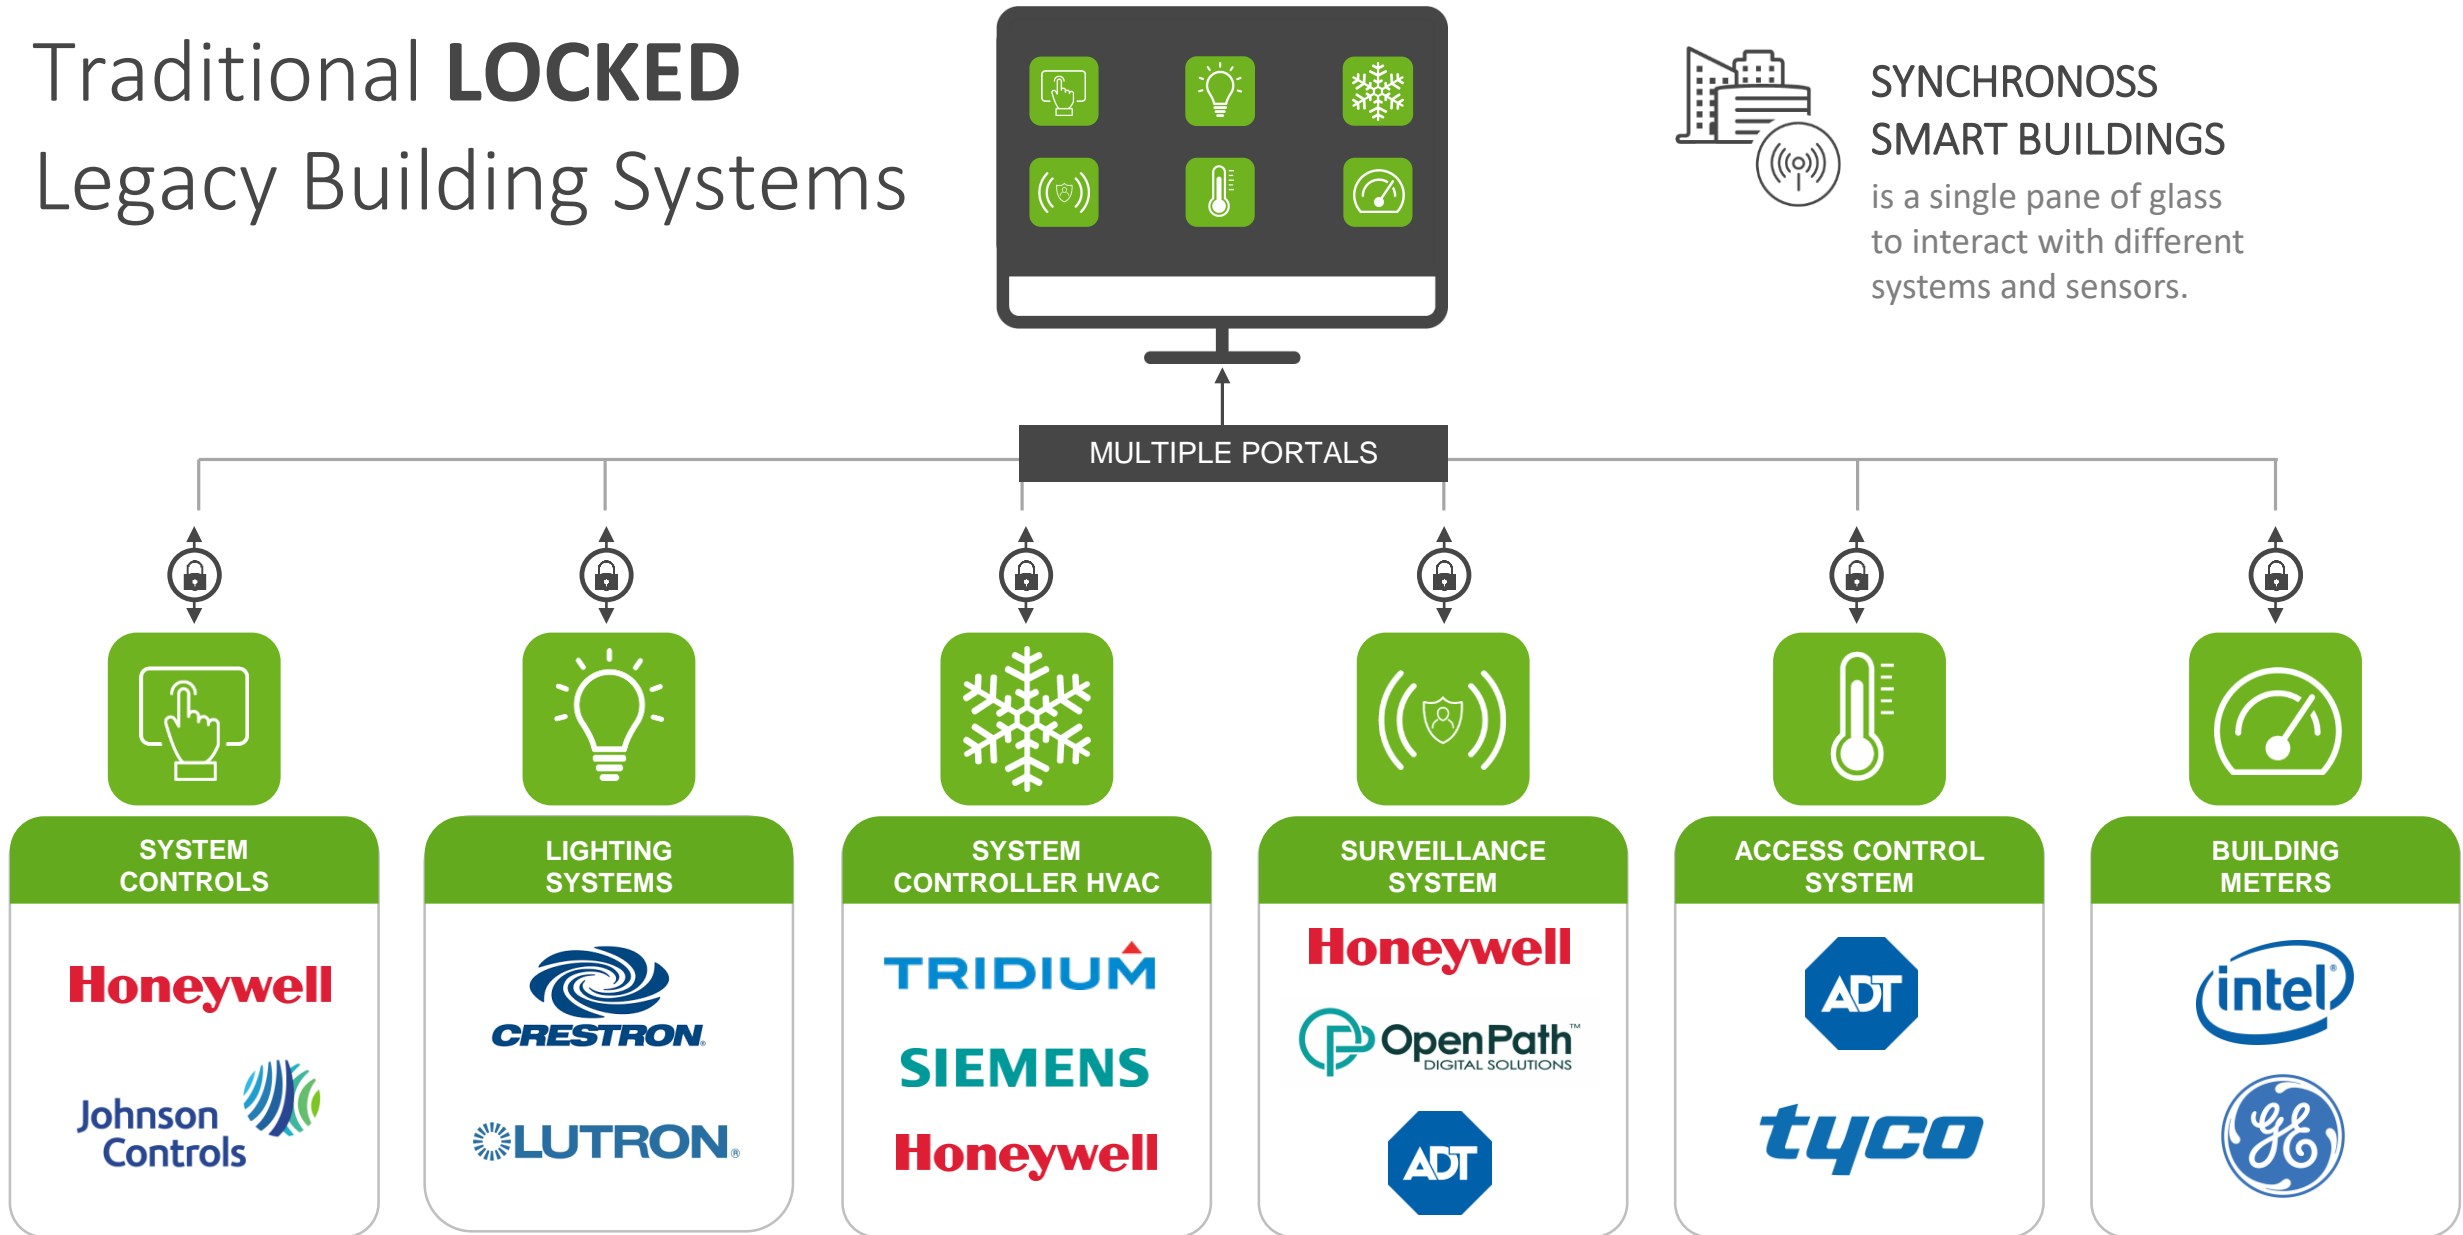 Traditional LOCKED
Legacy Building Systems
SYNCHRONOSS
SMART BUILDINGS
is a single pane of glass
to interact with different
systems and sensors.
MULTIPLE PORTALS
SYSTEM
CONTROLS
Honeywell
Johnson
Controls
LIGHTING
SYSTEMS
CRESTRON®
LUTRON®
SYSTEM
CONTROLLER HVAC
TRIDIUM
SIEMENS
Honeywell
SURVEILLANCE
SYSTEM
Honeywell
OpenPath™
DIGITAL SOLUTIONS
ADT
ACCESS CONTROL
SYSTEM
ADT
tyco
BUILDING
METERS
intel®
GE